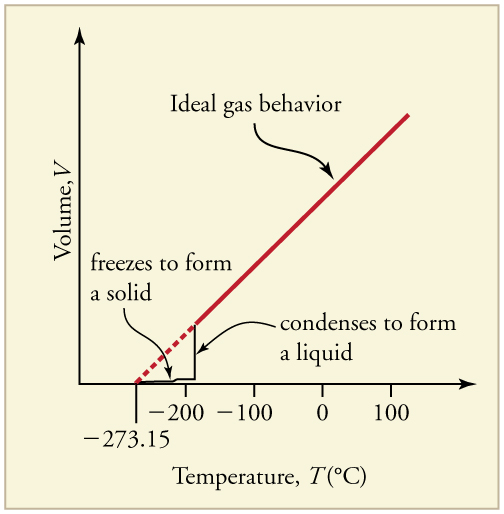 Ideal gas behavior
Volume, V
freezes to form
a solid
condenses to form
a liquid
−200 −100 0 100
−273.15
Temperature, T(°C)